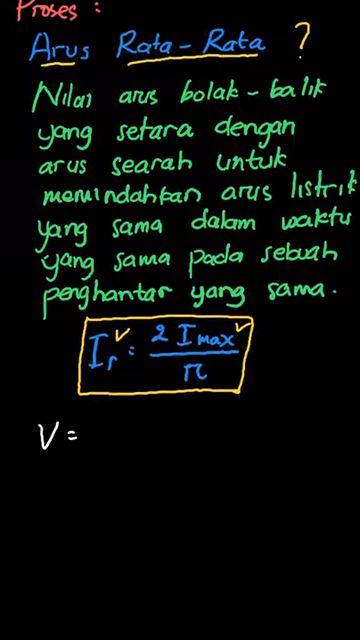 Proses :
Arus Rata - Rata ?
Nilai arus bolak - balik
yang setara dengan
arus searah untuk
memindahkan arus listrik
yang sama dalam waktu
yang sama pada sebuah
penghantar yang sama.
Ir = 2 Imax / π
V =